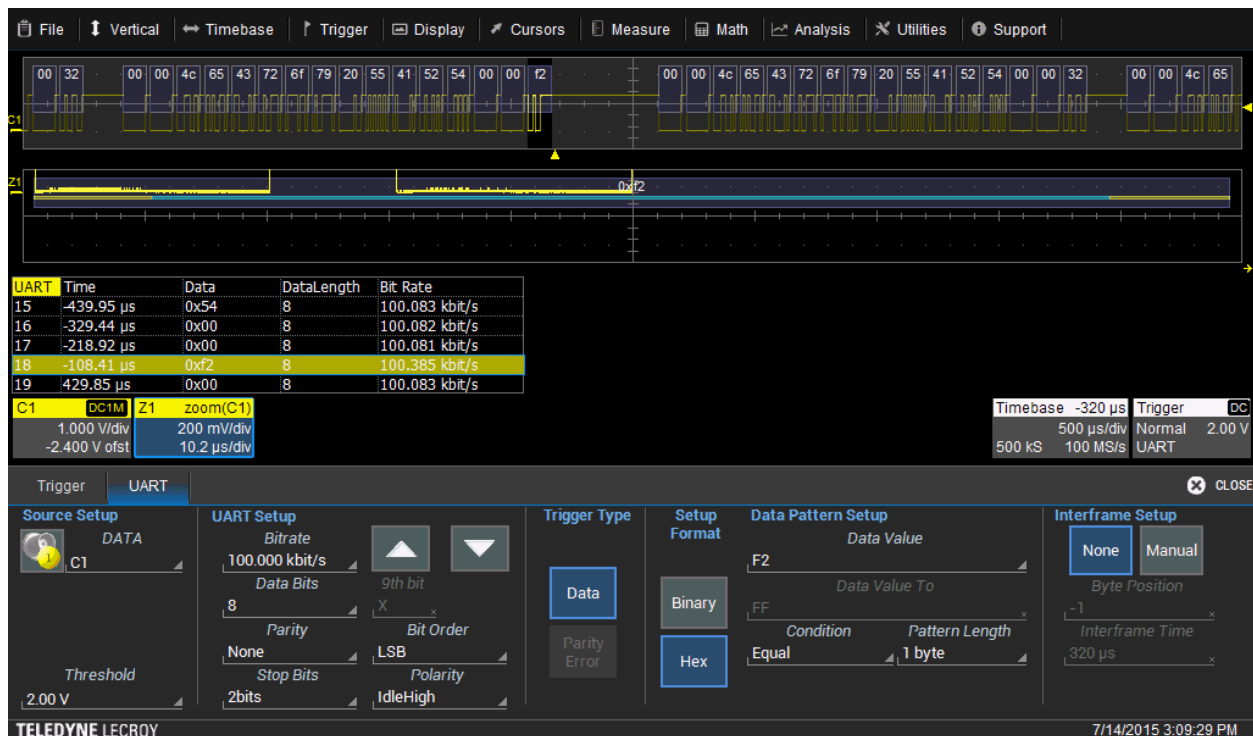 File Vertical Timebase Trigger Display Cursors Measure Math Analysis Utilities Support
00 32 00 00 4c 65 43 72 6f 79 20 55 41 52 54 00 00 f2 00 00 4c 65 43 72 6f 79 20 55 41 52 54 00 00 32 00 00 4c 65
C1
Z1
0xf2
UART Time Data DataLength Bit Rate
15 -439.95 µs 0x54 8 100.083 kbit/s
16 -329.44 µs 0x00 8 100.082 kbit/s
17 -218.92 µs 0x00 8 100.081 kbit/s
18 -108.41 µs 0xf2 8 100.385 kbit/s
19 429.85 µs 0x00 8 100.083 kbit/s
C1 DC1M Z1 zoom(C1) Timebase -320 µs Trigger DC
1.000 V/div 200 mV/div 500 µs/div Normal 2.00 V
-2.400 V ofst 10.2 µs/div 500 kS 100 MS/s UART
Trigger UART CLOSE
Source Setup UART Setup Trigger Type Setup Format Data Pattern Setup Interframe Setup
DATA Bitrate Data Value None Manual
C1 100.000 kbit/s F2
Data Bits 9th bit Data Data Value To Byte Position
8 X Binary FF -1
Parity Bit Order Parity Error Condition Pattern Length Interframe Time
None LSB Hex Equal 1 byte 320 µs
Threshold Stop Bits Polarity
2.00 V 2bits IdleHigh
TELEDYNE LECROY 7/14/2015 3:09:29 PM